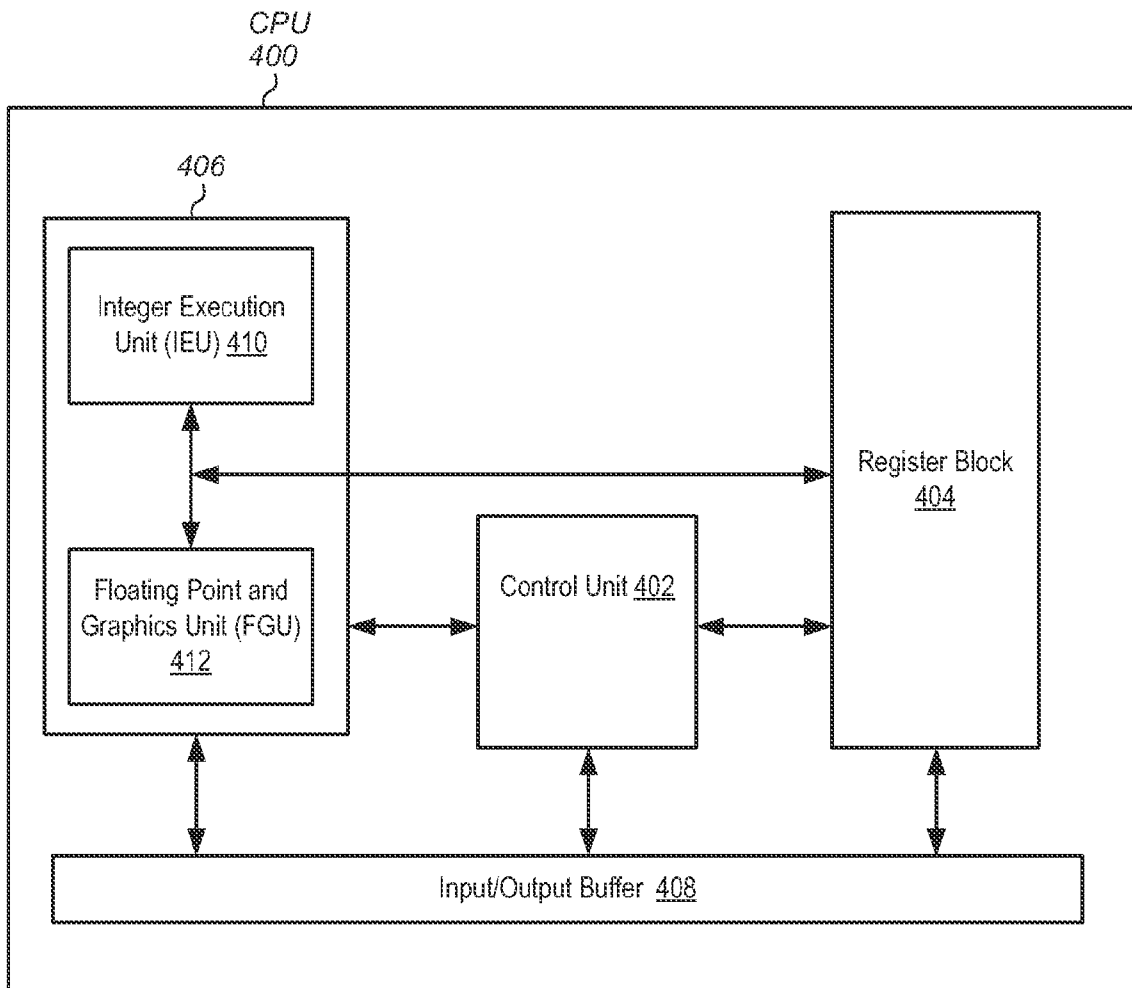 CPU
400
406
Integer Execution
Unit (IEU) 410
Floating Point and
Graphics Unit (FGU)
412
Control Unit 402
Register Block
404
Input/Output Buffer 408